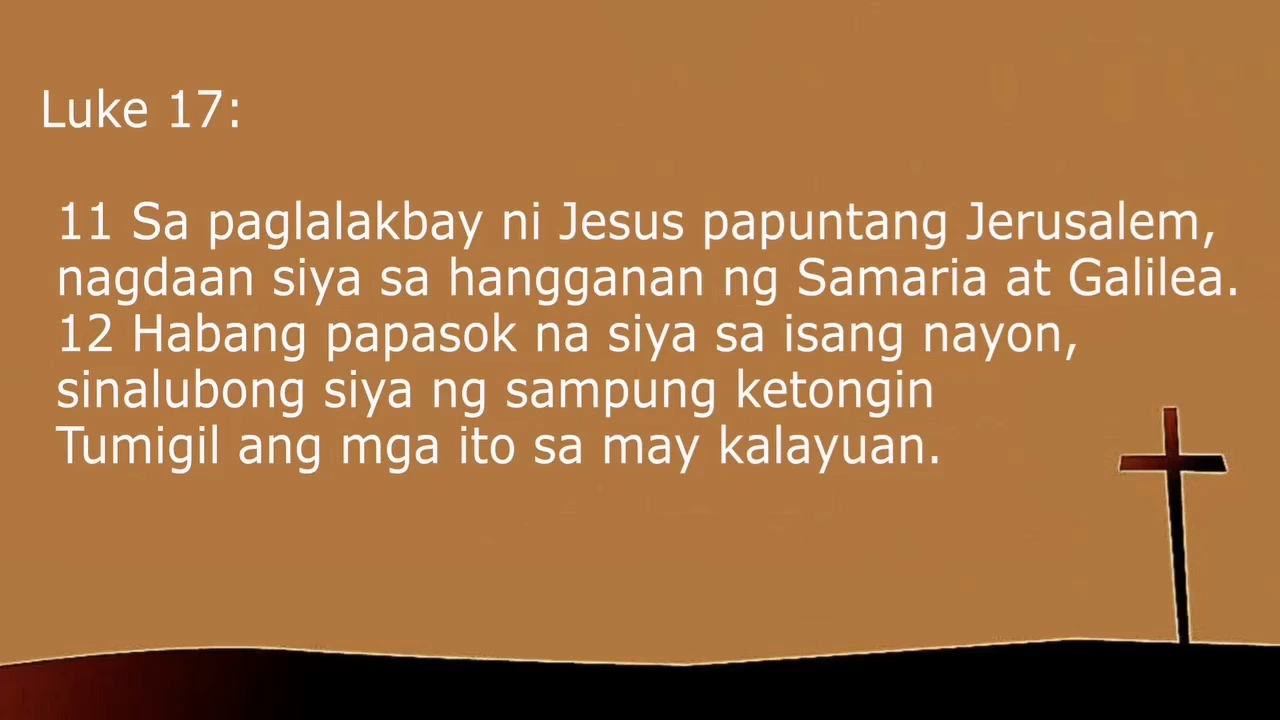 Luke 17:
11 Sa paglalakbay ni Jesus papuntang Jerusalem,
nagdaan siya sa hangganan ng Samaria at Galilea.
12 Habang papasok na siya sa isang nayon,
sinalubong siya ng sampung ketongin
Tumigil ang mga ito sa may kalayuan.